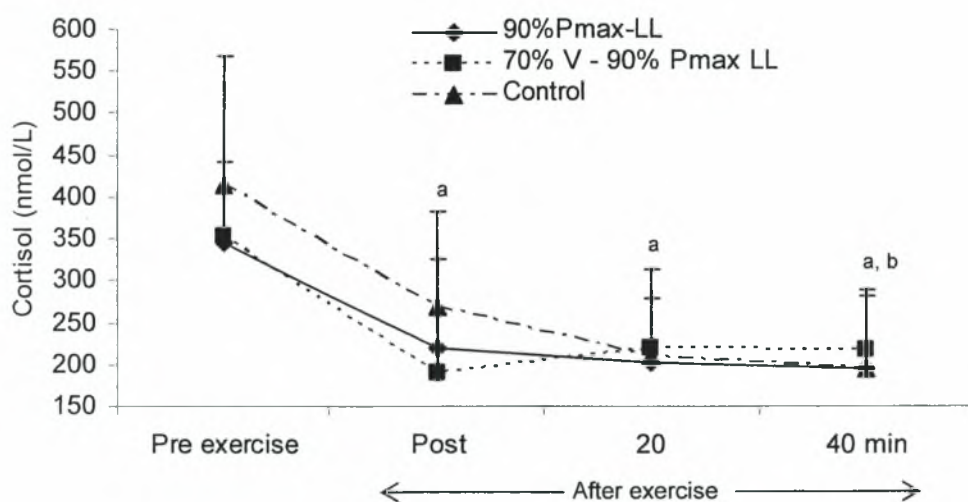 600
550
500
450
400
350
300
250
200
150
Cortisol (nmol/L)
90%Pmax-LL
70% V - 90% Pmax LL
Control
a
a
a, b
Pre exercise
Post
20
40 min
After exercise